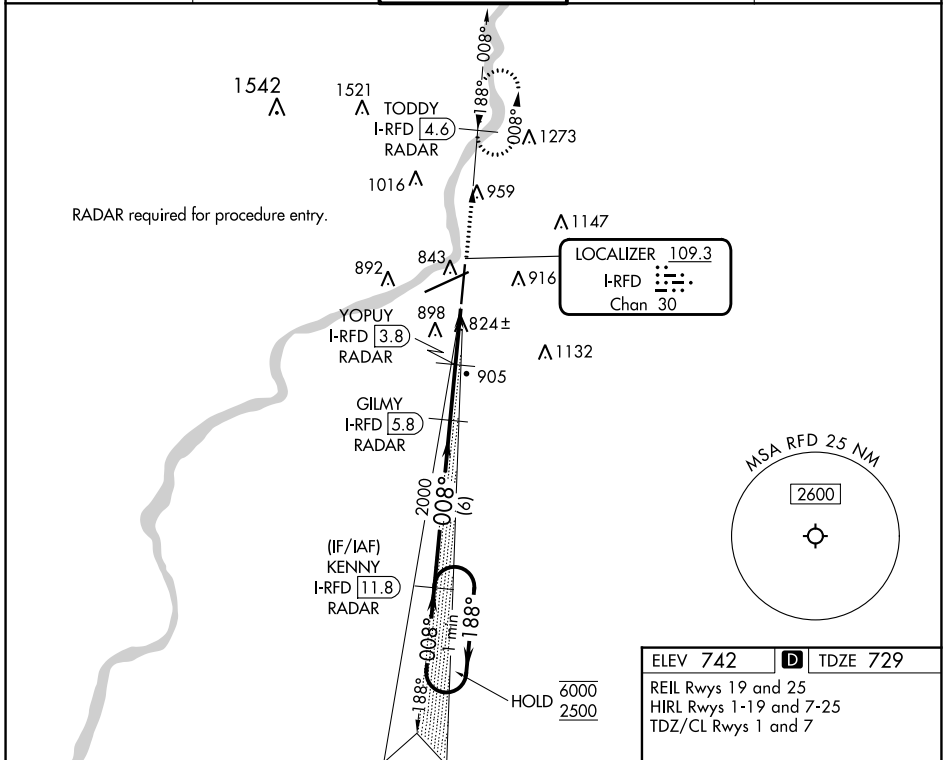 188°
008°
1542
1521
TODDY
I-RFD 4.6
RADAR
008°
1273
1016
959
RADAR required for procedure entry.
1147
LOCALIZER 109.3
I-RFD
Chan 30
892
843
916
YOPUY
I-RFD 3.8
RADAR
898
824±
1132
905
GILMY
I-RFD 5.8
RADAR
MSA RFD 25 NM
2600
2000
008°
(6)
(IF/IAF)
KENNY
I-RFD 11.8
RADAR
008°
1 min
188°
188°
HOLD 6000
2500
ELEV 742 D TDZE 729
REIL Rwys 19 and 25
HIRL Rwys 1-19 and 7-25
TDZ/CL Rwys 1 and 7